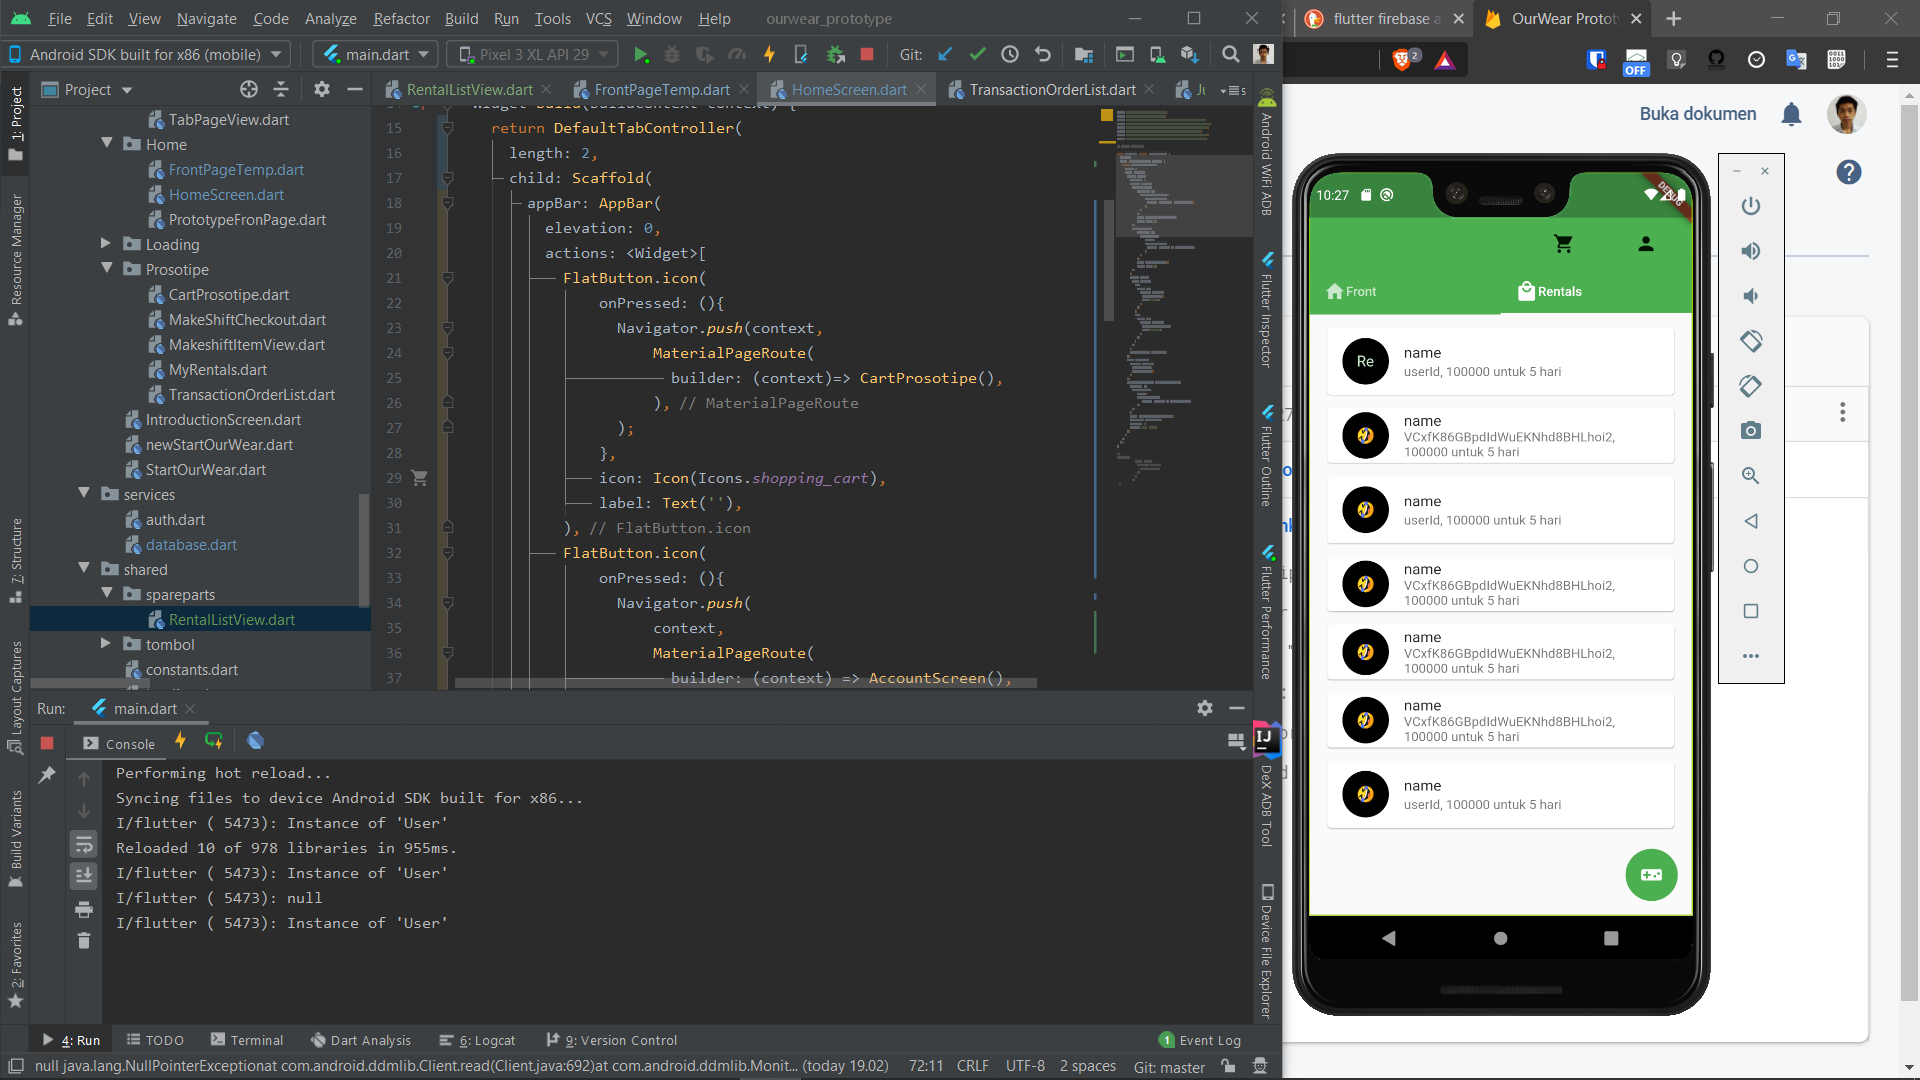 File Edit View Navigate Code Analyze Refactor Build Run Tools VCS Window Help ourwear_prototype
Android SDK built for x86 (mobile) main.dart Pixel 3 XL API 29 Git:
Project RentalListView.dart FrontPageTemp.dart HomeScreen.dart TransactionOrderList.dart
1: Project
Resource Manager
7: Structure
Layout Captures
Build Variants
2: Favorites
TabPageView.dart
Home
FrontPageTemp.dart
HomeScreen.dart
PrototypeFronPage.dart
Loading
Prosotipe
CartProsotipe.dart
MakeShiftCheckout.dart
MakeshiftItemView.dart
MyRentals.dart
TransactionOrderList.dart
IntroductionScreen.dart
newStartOurWear.dart
StartOurWear.dart
services
auth.dart
database.dart
shared
spareparts
RentalListView.dart
tombol
constants.dart
15 return DefaultTabController(
16 length: 2,
17 child: Scaffold(
18 appBar: AppBar(
19 elevation: 0,
20 actions: <Widget>[
21 FlatButton.icon(
22 onPressed: (){
23 Navigator.push(context,
24 MaterialPageRoute(
25 builder: (context)=> CartProsotipe(),
26 ), // MaterialPageRoute
27 );
28 },
29 icon: Icon(Icons.shopping_cart),
30 label: Text(''),
31 ), // FlatButton.icon
32 FlatButton.icon(
33 onPressed: (){
34 Navigator.push(
35 context,
36 MaterialPageRoute(
37 builder: (context) => AccountScreen(),
Android WiFi ADB
Flutter Inspector
Flutter Outline
Flutter Performance
DeX ADB Tool
Device File Explorer
Run: main.dart
Console
Performing hot reload...
Syncing files to device Android SDK built for x86...
I/flutter ( 5473): Instance of 'User'
Reloaded 10 of 978 libraries in 955ms.
I/flutter ( 5473): Instance of 'User'
I/flutter ( 5473): null
I/flutter ( 5473): Instance of 'User'
4: Run TODO Terminal Dart Analysis 6: Logcat 9: Version Control 1 Event Log
null java.lang.NullPointerExceptionat com.android.ddmlib.Client.read(Client.java:692)at com.android.ddmlib.Monit... (today 19.02) 72:11 CRLF UTF-8 2 spaces Git: master
flutter firebase a OurWear Protot
2 OFF
Buka dokumen
10:27
DEBUG
Front Rentals
Re
name
userId, 100000 untuk 5 hari
name
VCxfK86GBpdIdWuEKNhd8BHLhoi2,
100000 untuk 5 hari
name
userId, 100000 untuk 5 hari
name
VCxfK86GBpdIdWuEKNhd8BHLhoi2,
100000 untuk 5 hari
name
VCxfK86GBpdIdWuEKNhd8BHLhoi2,
100000 untuk 5 hari
name
VCxfK86GBpdIdWuEKNhd8BHLhoi2,
100000 untuk 5 hari
name
userId, 100000 untuk 5 hari